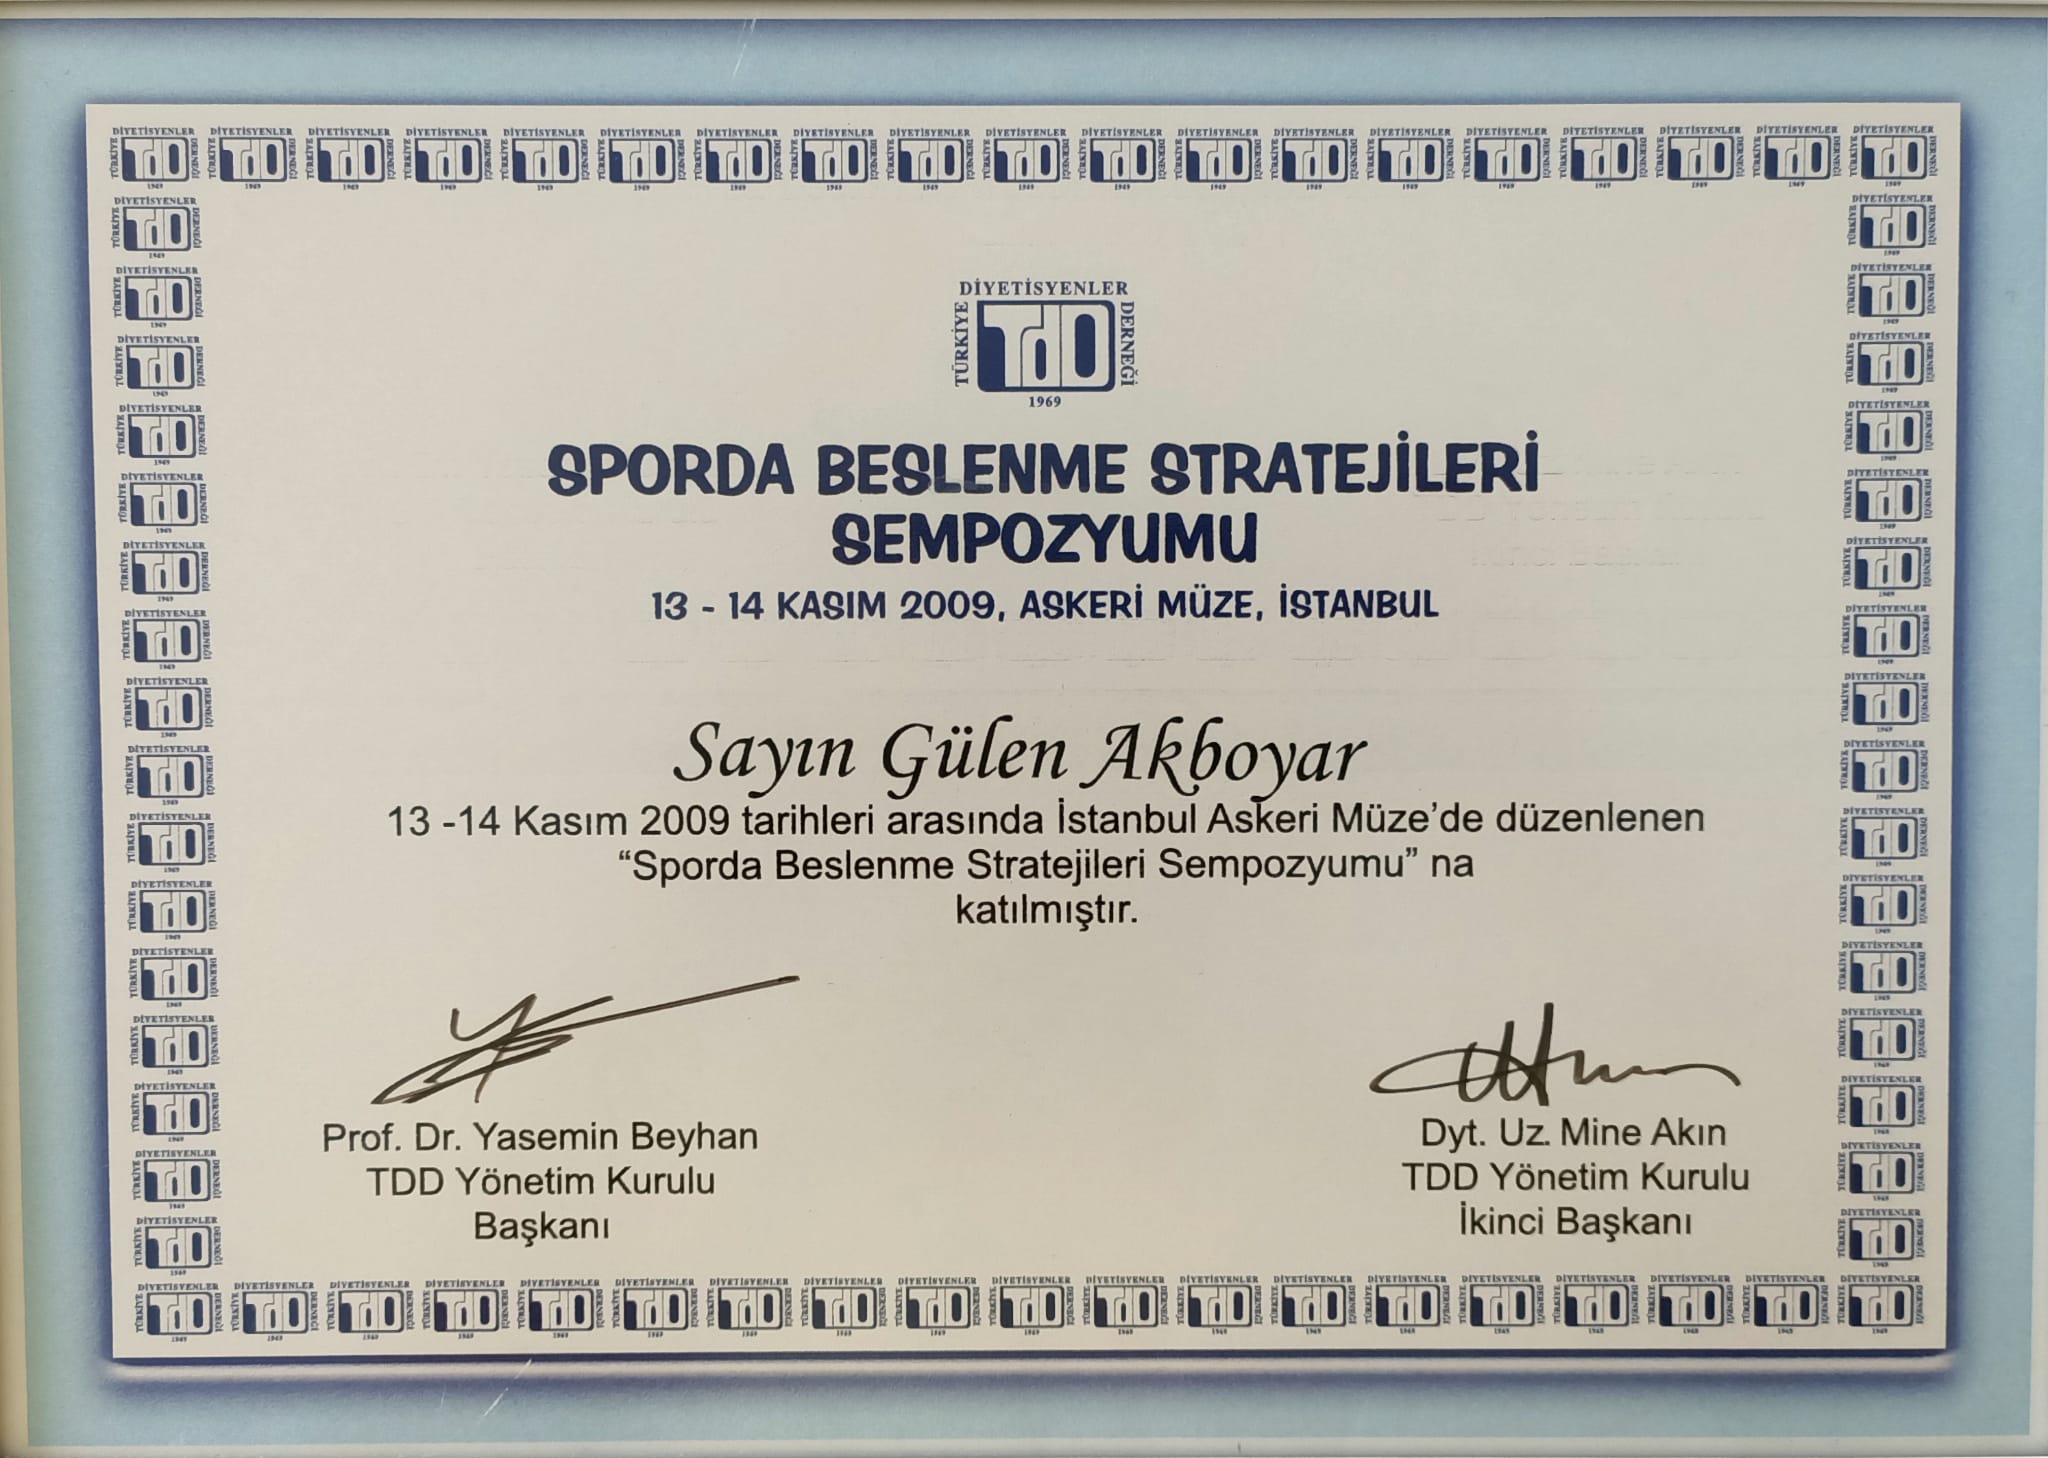 DİYETİSYENLER
TÜRKİYE
TDD
DERNEĞİ
1969
SPORDA BESLENME STRATEJİLERİ
SEMPOZYUMU
13 - 14 KASIM 2009, ASKERİ MÜZE, İSTANBUL
Sayın Gülen Akboyar
13 -14 Kasım 2009 tarihleri arasında İstanbul Askeri Müze’de düzenlenen
“Sporda Beslenme Stratejileri Sempozyumu” na
katılmıştır.
Prof. Dr. Yasemin Beyhan
TDD Yönetim Kurulu
Başkanı
Dyt. Uz. Mine Akın
TDD Yönetim Kurulu
İkinci Başkanı